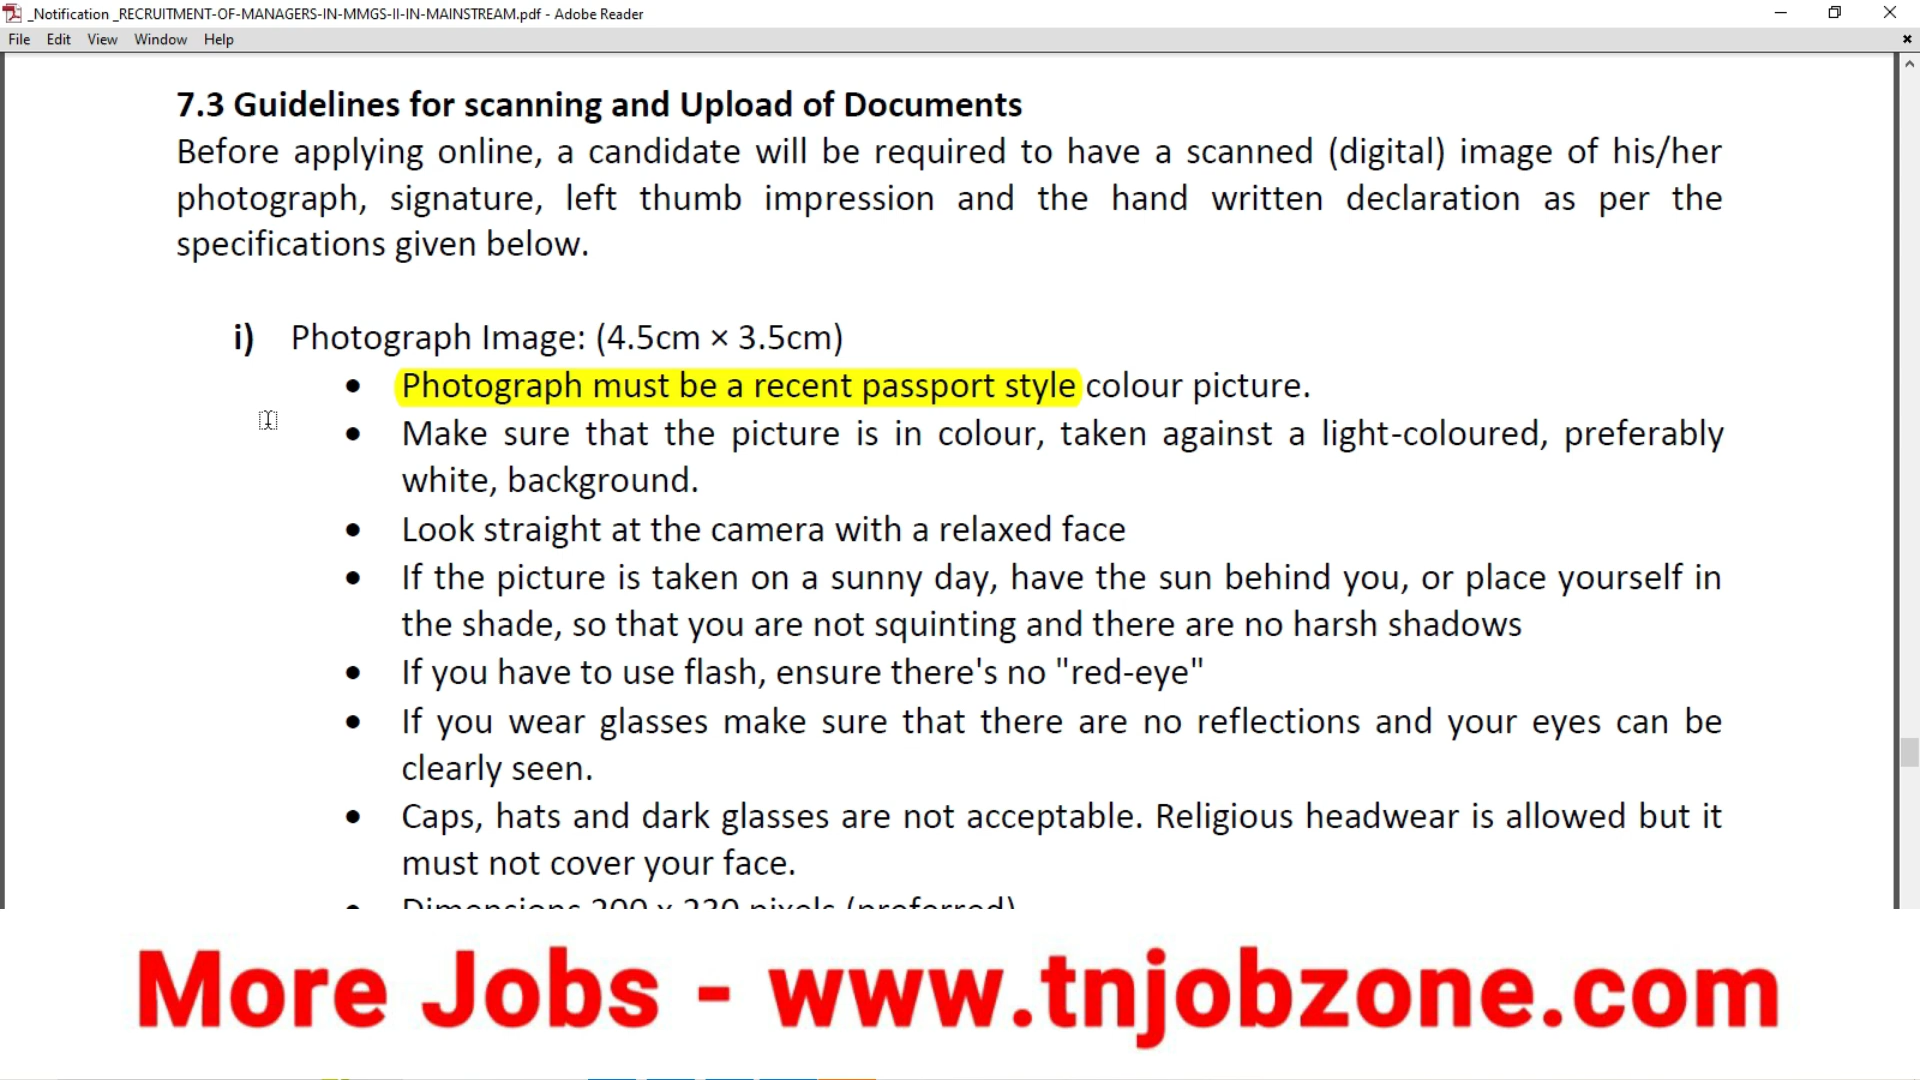 _Notification _RECRUITMENT-OF-MANAGERS-IN-MMGS-II-IN-MAINSTREAM.pdf - Adobe Reader
File Edit View Window Help
7.3 Guidelines for scanning and Upload of Documents
Before applying online, a candidate will be required to have a scanned (digital) image of his/her
photograph, signature, left thumb impression and the hand written declaration as per the
specifications given below.
i) Photograph Image: (4.5cm × 3.5cm)
• Photograph must be a recent passport style colour picture.
• Make sure that the picture is in colour, taken against a light-coloured, preferably
white, background.
• Look straight at the camera with a relaxed face
• If the picture is taken on a sunny day, have the sun behind you, or place yourself in
the shade, so that you are not squinting and there are no harsh shadows
• If you have to use flash, ensure there's no "red-eye"
• If you wear glasses make sure that there are no reflections and your eyes can be
clearly seen.
• Caps, hats and dark glasses are not acceptable. Religious headwear is allowed but it
must not cover your face.
• Dimensions 200 x 230 pixels (preferred)
More Jobs - www.tnjobzone.com